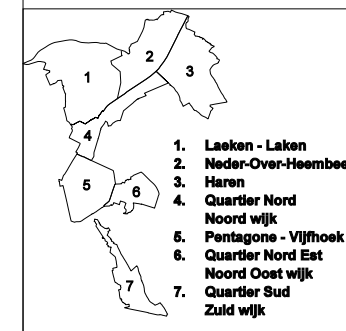 1
2
3
4
5
6
7
1. Laeken - Laken
2. Neder-Over-Heembee
3. Haren
4. Quartier Nord
Noord wijk
5. Pentagone - Vijfhoek
6. Quartier Nord Est
Noord Oost wijk
7. Quartier Sud
Zuid wijk